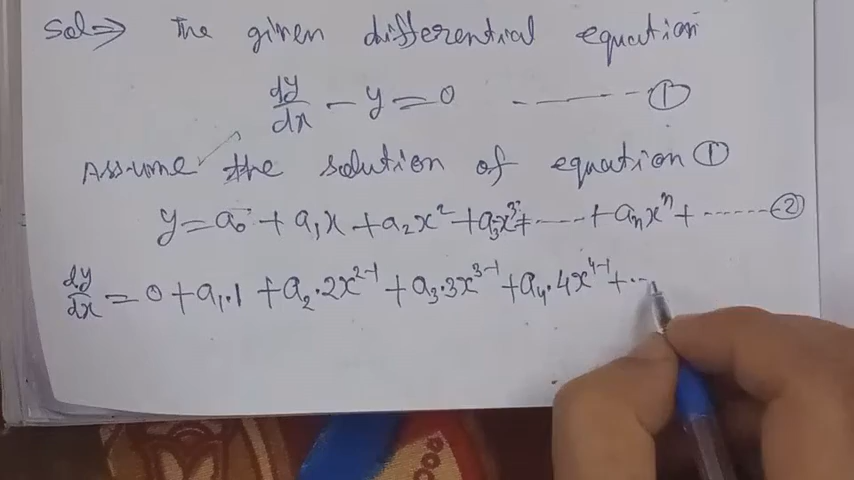 Sol⇒ The given differential equation
dy/dx - y = 0 -------- ①
Assume the solution of equation ①
y = a₀ + a₁x + a₂x² + a₃x³ + ...... + aₙxⁿ + ...... ②
dy/dx = 0 + a₁·1 + a₂·2x²⁻¹ + a₃·3x³⁻¹ + a₄·4x⁴⁻¹ + ...